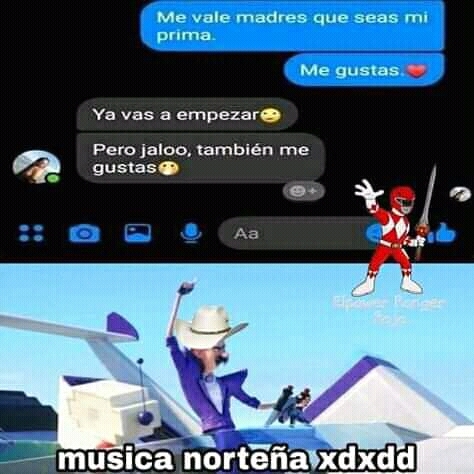 Me vale madres que seas mi
prima.
Me gustas.❤️
Ya vas a empezar🙄
Pero jaloo, también me
gustas🤭
Aa
Elpower Ranger
Rojo
musica norteña xdxdd